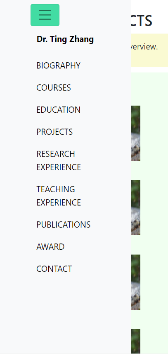 CTS
Dr. Ting Zhang
verview.
BIOGRAPHY
COURSES
EDUCATION
PROJECTS
RESEARCH
EXPERIENCE
TEACHING
EXPERIENCE
PUBLICATIONS
AWARD
CONTACT